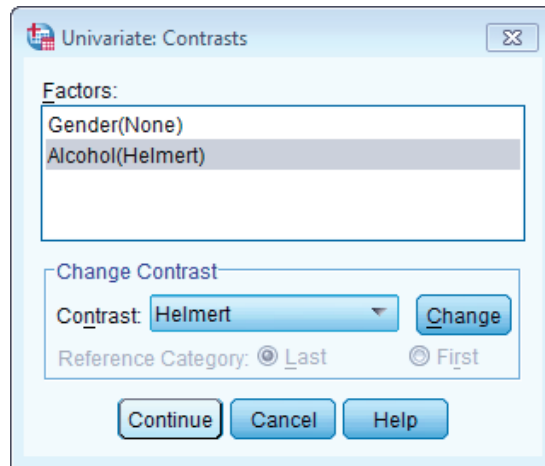 Univariate: Contrasts
Factors:
Gender(None)
Alcohol(Helmert)
Change Contrast
Contrast: Helmert Change
Reference Category: Last First
Continue Cancel Help